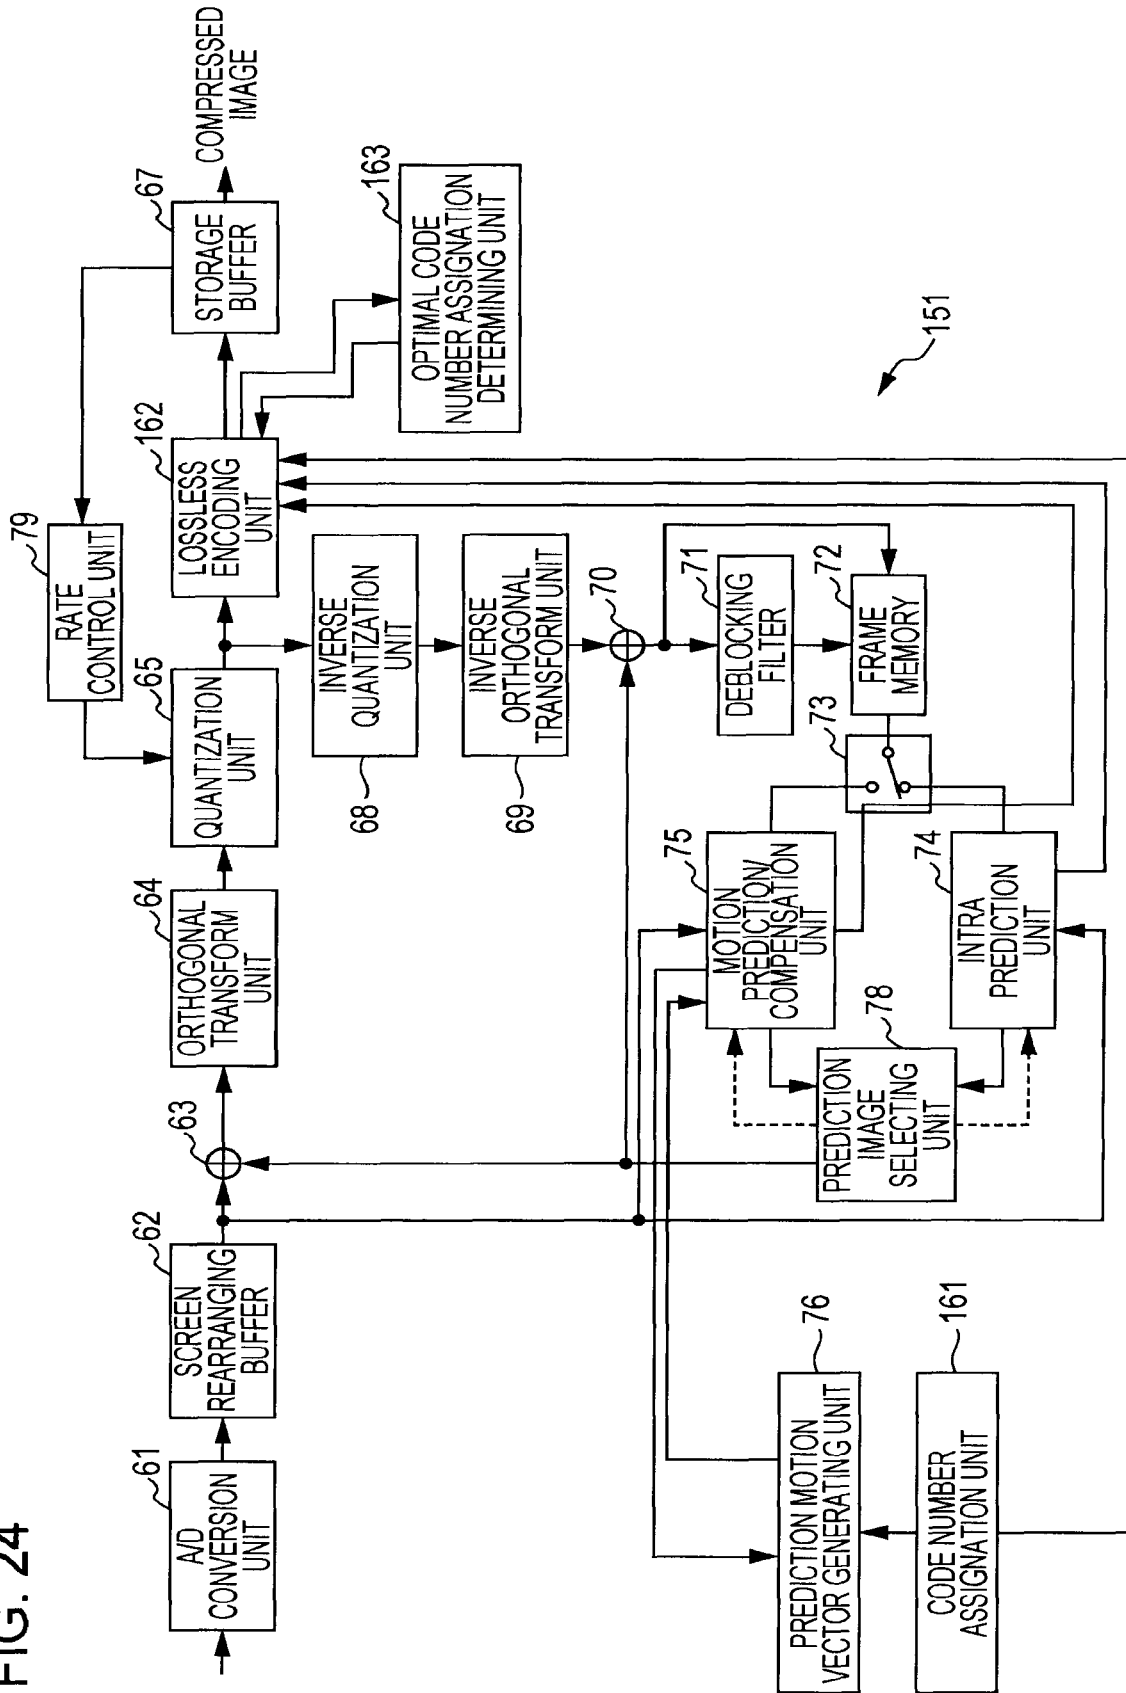 FIG. 24
COMPRESSED
IMAGE
67
STORAGE
BUFFER
79
RATE
CONTROL UNIT
162
LOSSLESS
ENCODING
UNIT
163
OPTIMAL CODE
NUMBER ASSIGNATION
DETERMINING UNIT
151
65
QUANTIZATION
UNIT
64
ORTHOGONAL
TRANSFORM
UNIT
63
62
SCREEN
REARRANGING
BUFFER
61
A/D
CONVERSION
UNIT
INVERSE
QUANTIZATION
UNIT
68
INVERSE
ORTHOGONAL
TRANSFORM UNIT
69
70
71
DEBLOCKING
FILTER
72
FRAME
MEMORY
73
75
MOTION
PREDICTION/
COMPENSATION
UNIT
74
INTRA
PREDICTION
UNIT
78
PREDICTION
IMAGE
SELECTING
UNIT
76
PREDICTION MOTION
VECTOR GENERATING UNIT
161
CODE NUMBER
ASSIGNATION UNIT